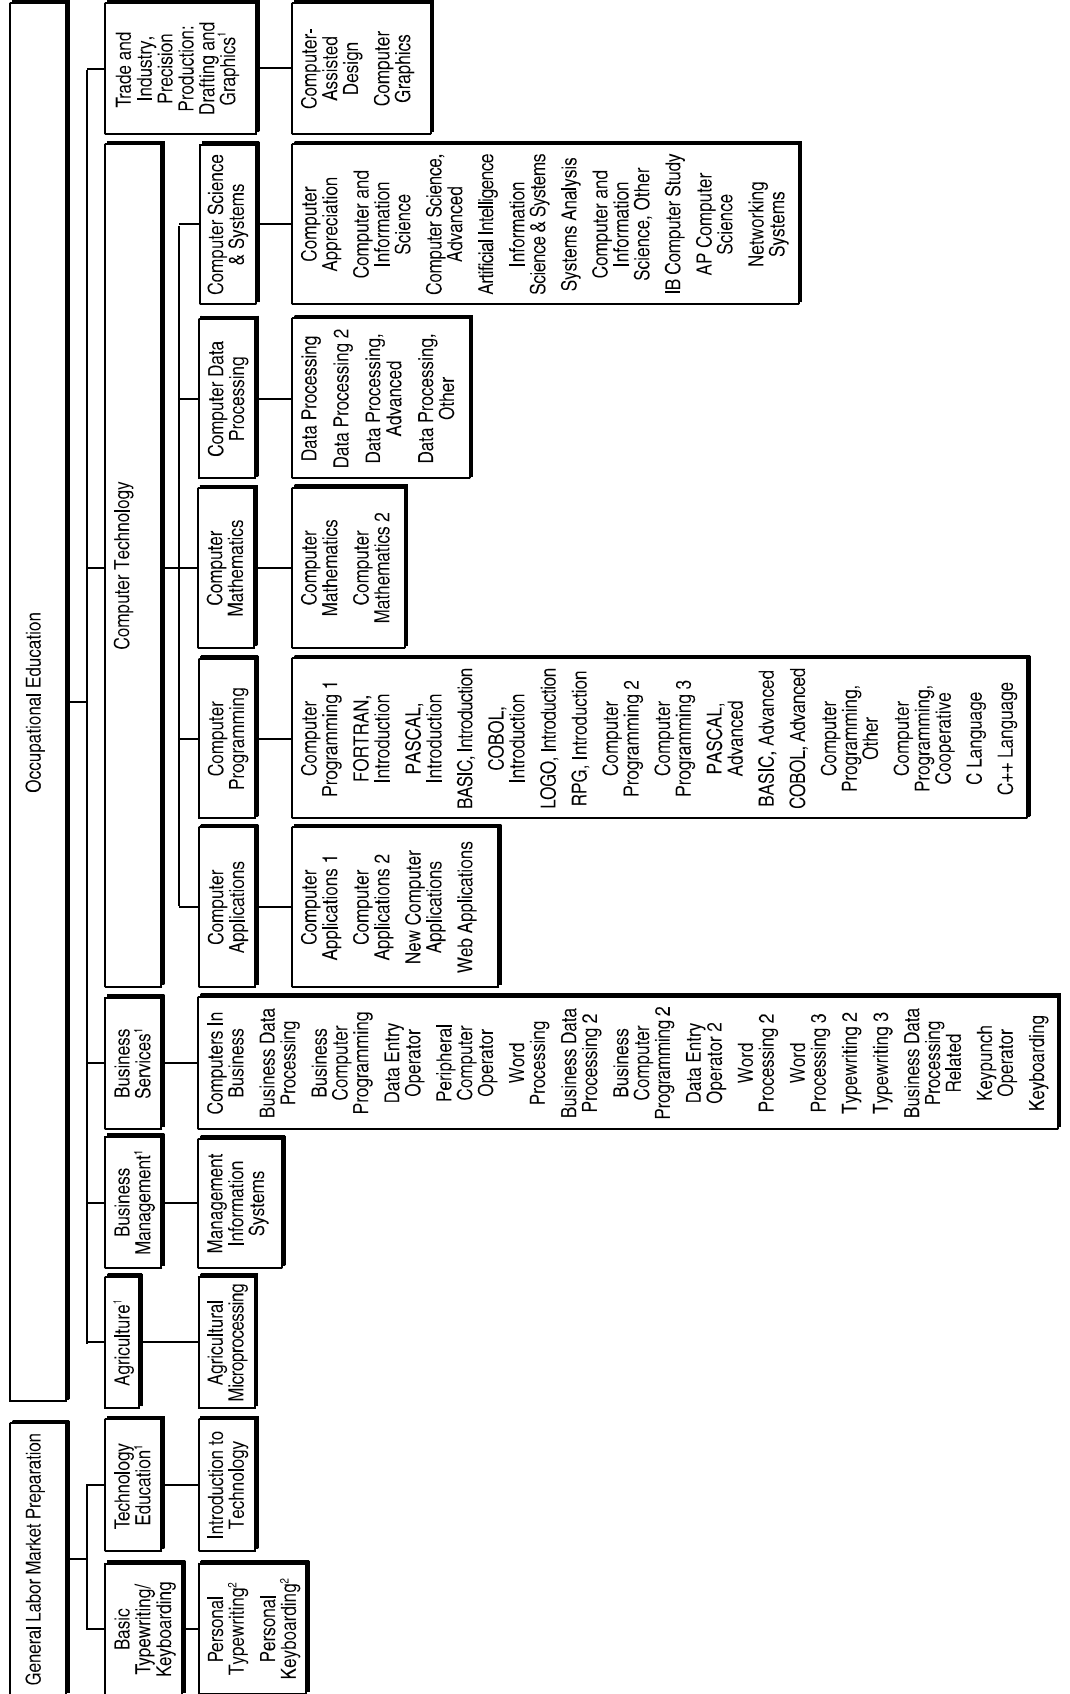 General Labor Market Preparation
Occupational Education
Basic
Typewriting/
Keyboarding
Technology
Education¹
Agriculture¹
Business
Management¹
Business
Services¹
Computer Technology
Trade and
Industry,
Precision
Production:
Drafting and
Graphics¹
Personal
Typewriting²
Personal
Keyboarding²
Introduction to
Technology
Agricultural
Microprocessing
Management
Information
Systems
Computers In
Business
Business Data
Processing
Business
Computer
Programming
Data Entry
Operator
Peripheral
Computer
Operator
Word
Processing
Business Data
Processing 2
Business
Computer
Programming 2
Data Entry
Operator 2
Word
Processing 2
Word
Processing 3
Typewriting 2
Typewriting 3
Business Data
Processing
Related
Keypunch
Operator
Keyboarding
Computer
Applications
Computer
Applications 1
Computer
Applications 2
New Computer
Applications
Web Applications
Computer
Programming
Computer
Programming 1
FORTRAN,
Introduction
PASCAL,
Introduction
BASIC, Introduction
COBOL,
Introduction
LOGO, Introduction
RPG, Introduction
Computer
Programming 2
Computer
Programming 3
PASCAL,
Advanced
BASIC, Advanced
COBOL, Advanced
Computer
Programming,
Other
Computer
Programming,
Cooperative
C Language
C++ Language
Computer
Mathematics
Computer
Mathematics
Computer
Mathematics 2
Computer Data
Processing
Data Processing
Data Processing 2
Data Processing,
Advanced
Data Processing,
Other
Computer Science
& Systems
Computer
Appreciation
Computer and
Information
Science
Computer Science,
Advanced
Artificial Intelligence
Information
Science & Systems
Systems Analysis
Computer and
Information
Science, Other
IB Computer Study
AP Computer
Science
Networking
Systems
Computer-
Assisted
Design
Computer
Graphics